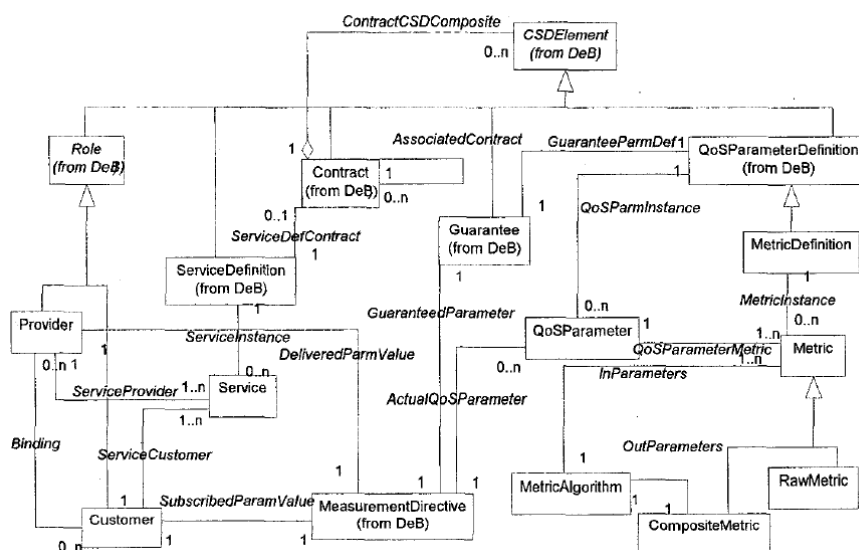 ContractCSDComposite
CSDElement
(from DeB)
0..n
Role
(from DeB)
1
AssociatedContract
Contract
(from DeB)
1
0..n
0..1
ServiceDefContract
1
GuaranteeParmDef
1
1
QoSParameterDefinition
(from DeB)
1
QoSParmInstance
Guarantee
(from DeB)
1
MetricDefinition
1
MetricInstance
0..n
ServiceDefinition
(from DeB)
1
GuaranteedParameter
0..n
Provider
ServiceInstance
QoSParameter
1
1..n
Metric
0..n
1
1
0..n
DeliveredParmValue
0..n
QoSParameterMetric
1..n
ServiceProvider
1..n
Service
1..n
InParameters
ActualQoSParameter
Binding
ServiceCustomer
OutParameters
1
1
1
1
MetricAlgorithm
1
RawMetric
1
SubscribedParamValue
MeasurementDirective
(from DeB)
1
CompositeMetric
Customer
0..n
1
1